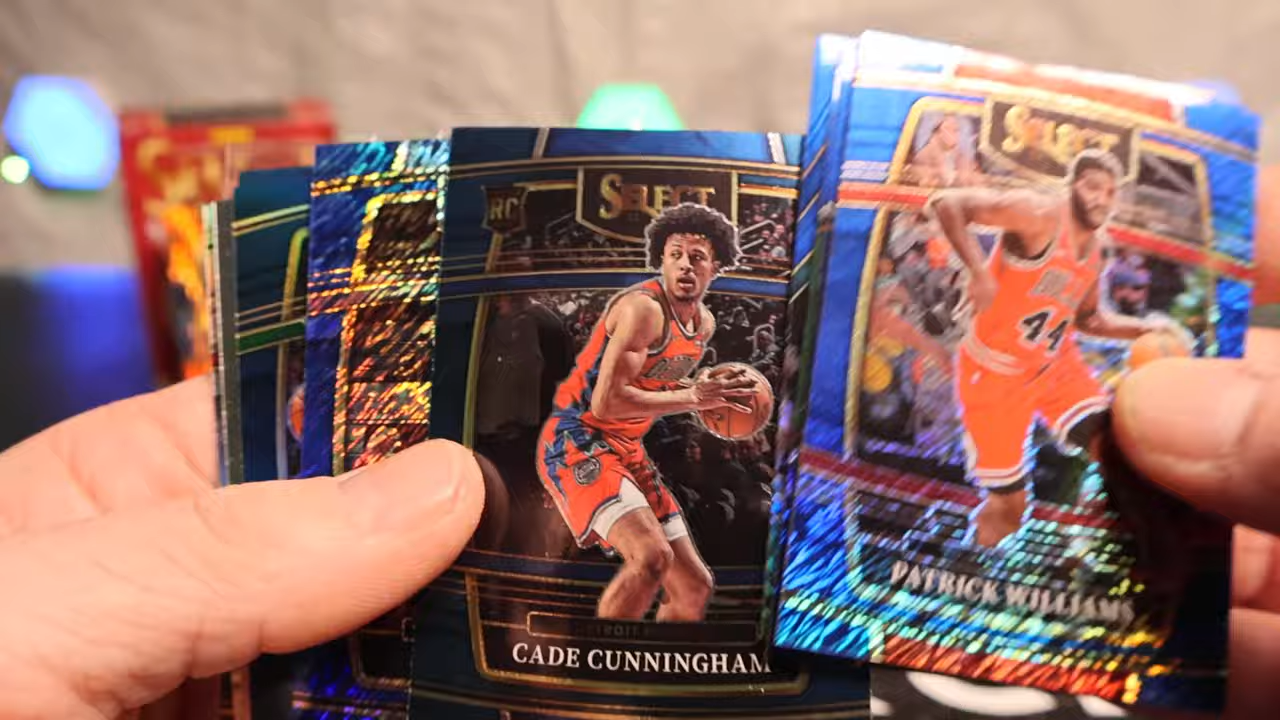 RC
SELECT
DETROIT
CADE CUNNINGHAM
SELECT
44
PATRICK WILLIAMS